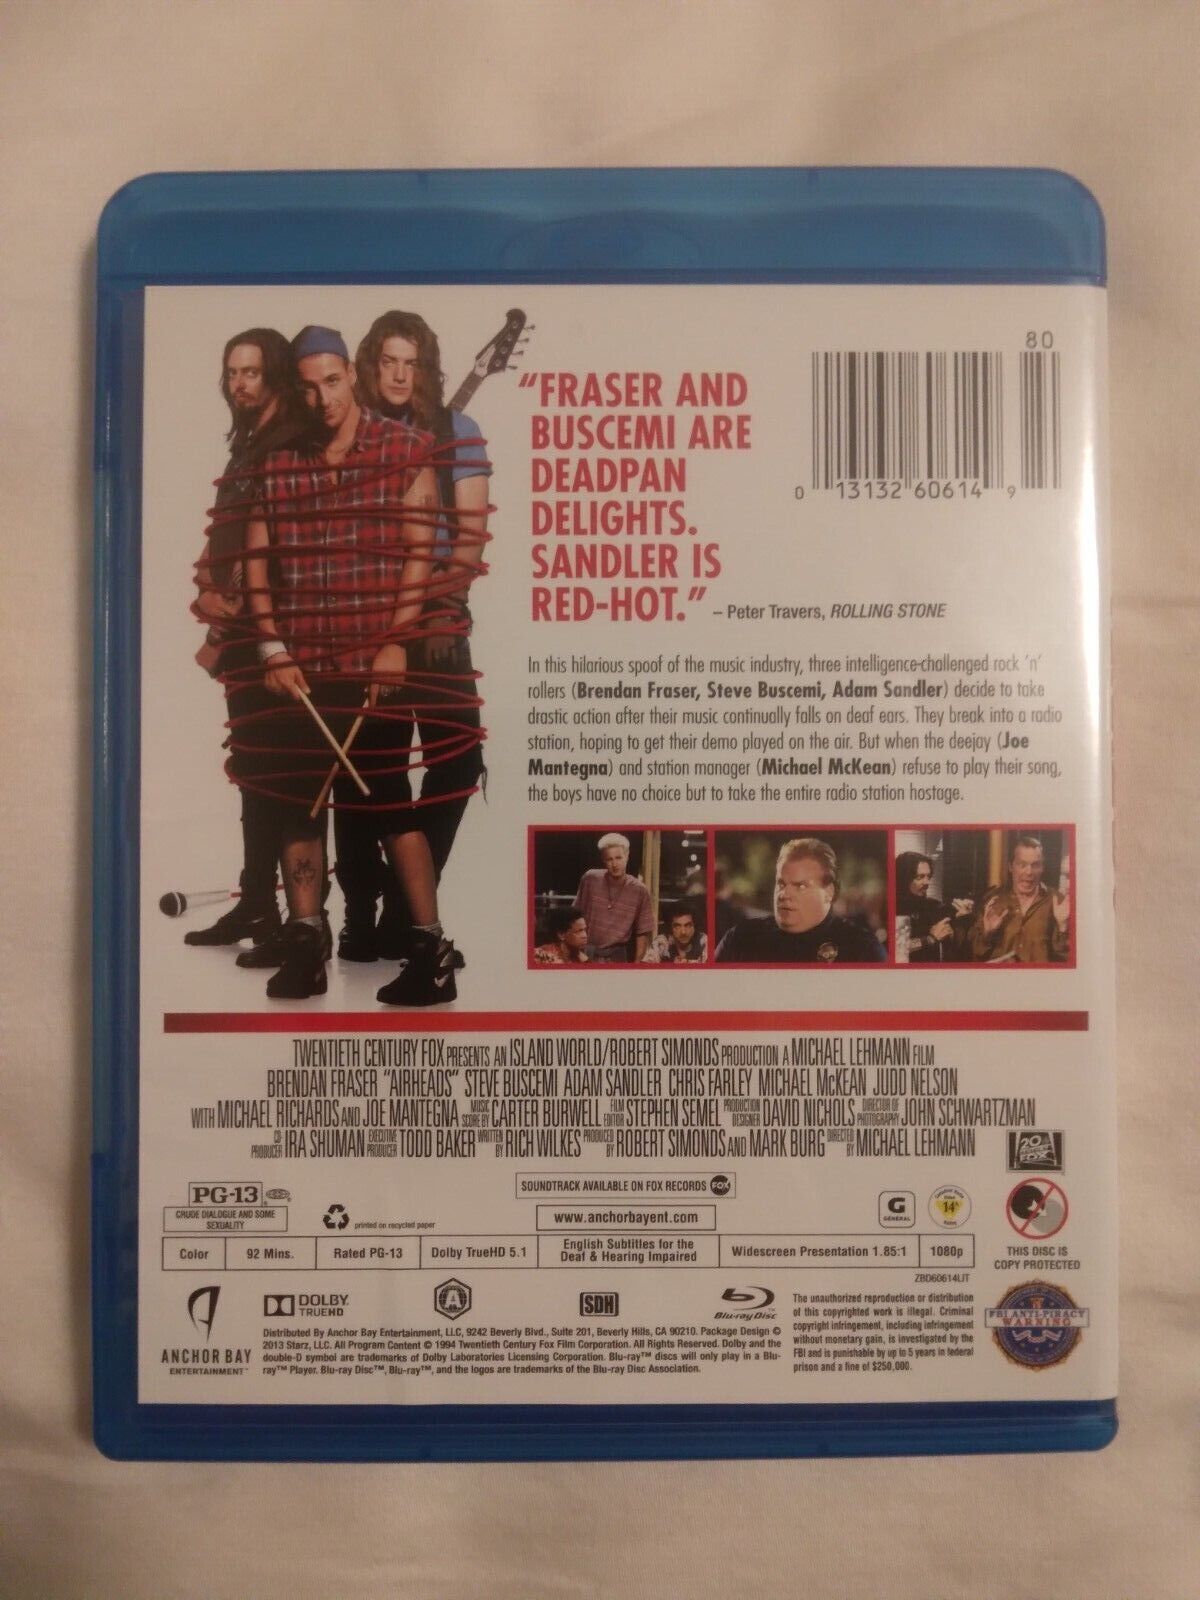 80
0 13132 60614 9
"FRASER AND
BUSCEMI ARE
DEADPAN
DELIGHTS.
SANDLER IS
RED-HOT." – Peter Travers, ROLLING STONE
In this hilarious spoof of the music industry, three intelligence-challenged rock 'n'
rollers (Brendan Fraser, Steve Buscemi, Adam Sandler) decide to take
drastic action after their music continually falls on deaf ears. They break into a radio
station, hoping to get their demo played on the air. But when the deejay (Joe
Mantegna) and station manager (Michael McKean) refuse to play their song,
the boys have no choice but to take the entire radio station hostage.
TWENTIETH CENTURY FOX PRESENTS AN ISLAND WORLD/ROBERT SIMONDS PRODUCTION A MICHAEL LEHMANN FILM
BRENDAN FRASER "AIRHEADS" STEVE BUSCEMI ADAM SANDLER CHRIS FARLEY MICHAEL McKEAN JUDD NELSON
WITH MICHAEL RICHARDS AND JOE MANTEGNA MUSIC SCORE BY CARTER BURWELL FILM EDITOR STEPHEN SEMEL PRODUCTION DESIGNER DAVID NICHOLS DIRECTOR OF PHOTOGRAPHY JOHN SCHWARTZMAN
CO-PRODUCER IRA SHUMAN EXECUTIVE PRODUCER TODD BAKER WRITTEN BY RICH WILKES PRODUCED BY ROBERT SIMONDS AND MARK BURG DIRECTED BY MICHAEL LEHMANN
20 CENTURY FOX
PG-13
CRUDE DIALOGUE AND SOME
SEXUALITY
printed on recycled paper
SOUNDTRACK AVAILABLE ON FOX RECORDS FOX
www.anchorbayent.com
G
GENERAL
14
THIS DISC IS
COPY PROTECTED
Color
92 Mins.
Rated PG-13
Dolby TrueHD 5.1
English Subtitles for the
Deaf & Hearing Impaired
Widescreen Presentation 1.85:1
1080p
ZBD60614LIT
ANCHOR BAY
ENTERTAINMENT™
DOLBY
TRUEHD
A
SDH
Blu-ray Disc™
Distributed By Anchor Bay Entertainment, LLC, 9242 Beverly Blvd., Suite 201, Beverly Hills, CA 90210. Package Design ©
2013 Starz, LLC. All Program Content © 1994 Twentieth Century Fox Film Corporation. All Rights Reserved. Dolby and the
double-D symbol are trademarks of Dolby Laboratories Licensing Corporation. Blu-ray™ discs will only play in a Blu-
ray™ Player. Blu-ray Disc™, Blu-ray™, and the logos are trademarks of the Blu-ray Disc Association.
The unauthorized reproduction or distribution
of this copyrighted work is illegal. Criminal
copyright infringement, including infringement
without monetary gain, is investigated by the
FBI and is punishable by up to 5 years in federal
prison and a fine of $250,000.
FBI ANTI-PIRACY
WARNING